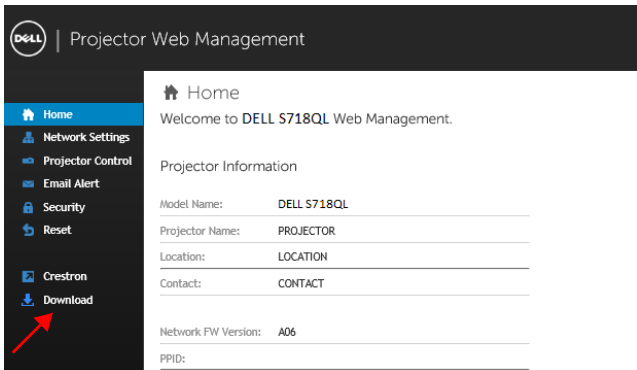 DELL | Projector Web Management
Home
Network Settings
Projector Control
Email Alert
Security
Reset
Crestron
Download
Home
Welcome to DELL S718QL Web Management.
Projector Information
Model Name: DELL S718QL
Projector Name: PROJECTOR
Location: LOCATION
Contact: CONTACT
Network FW Version: A06
PPID: